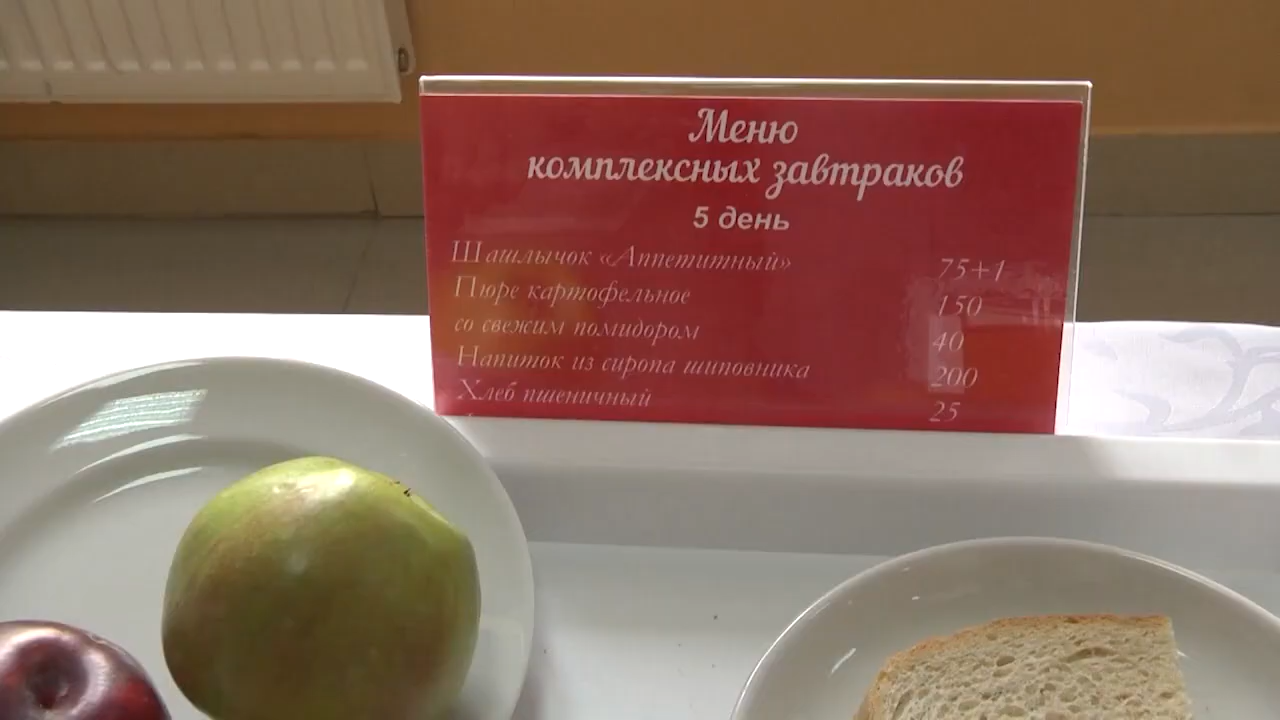 Меню
комплексных завтраков
5 день
Шашлычок «Аппетитный» 75+1
Пюре картофельное 150
со свежим помидором 40
Напиток из сиропа шиповника 200
Хлеб пшеничный 25